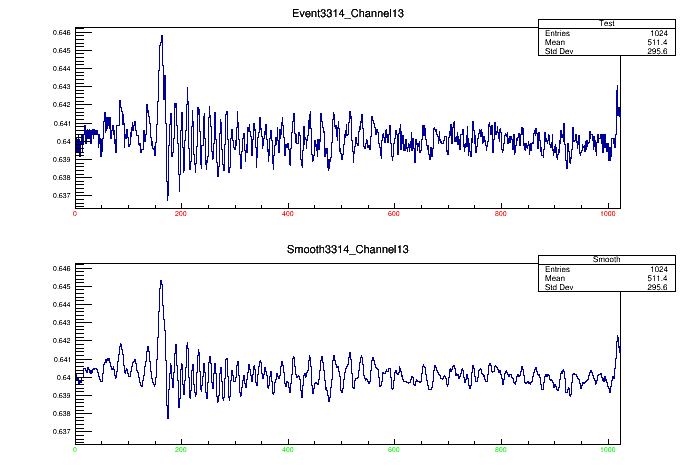 Event3314_Channel13
Test
Entries 1024
Mean 511.4
Std Dev 295.6
0.646
0.645
0.644
0.643
0.642
0.641
0.64
0.639
0.638
0.637
0 200 400 600 800 1000
Smooth3314_Channel13
Smooth
Entries 1024
Mean 511.4
Std Dev 295.6
0.646
0.645
0.644
0.643
0.642
0.641
0.64
0.639
0.638
0.637
0 200 400 600 800 1000